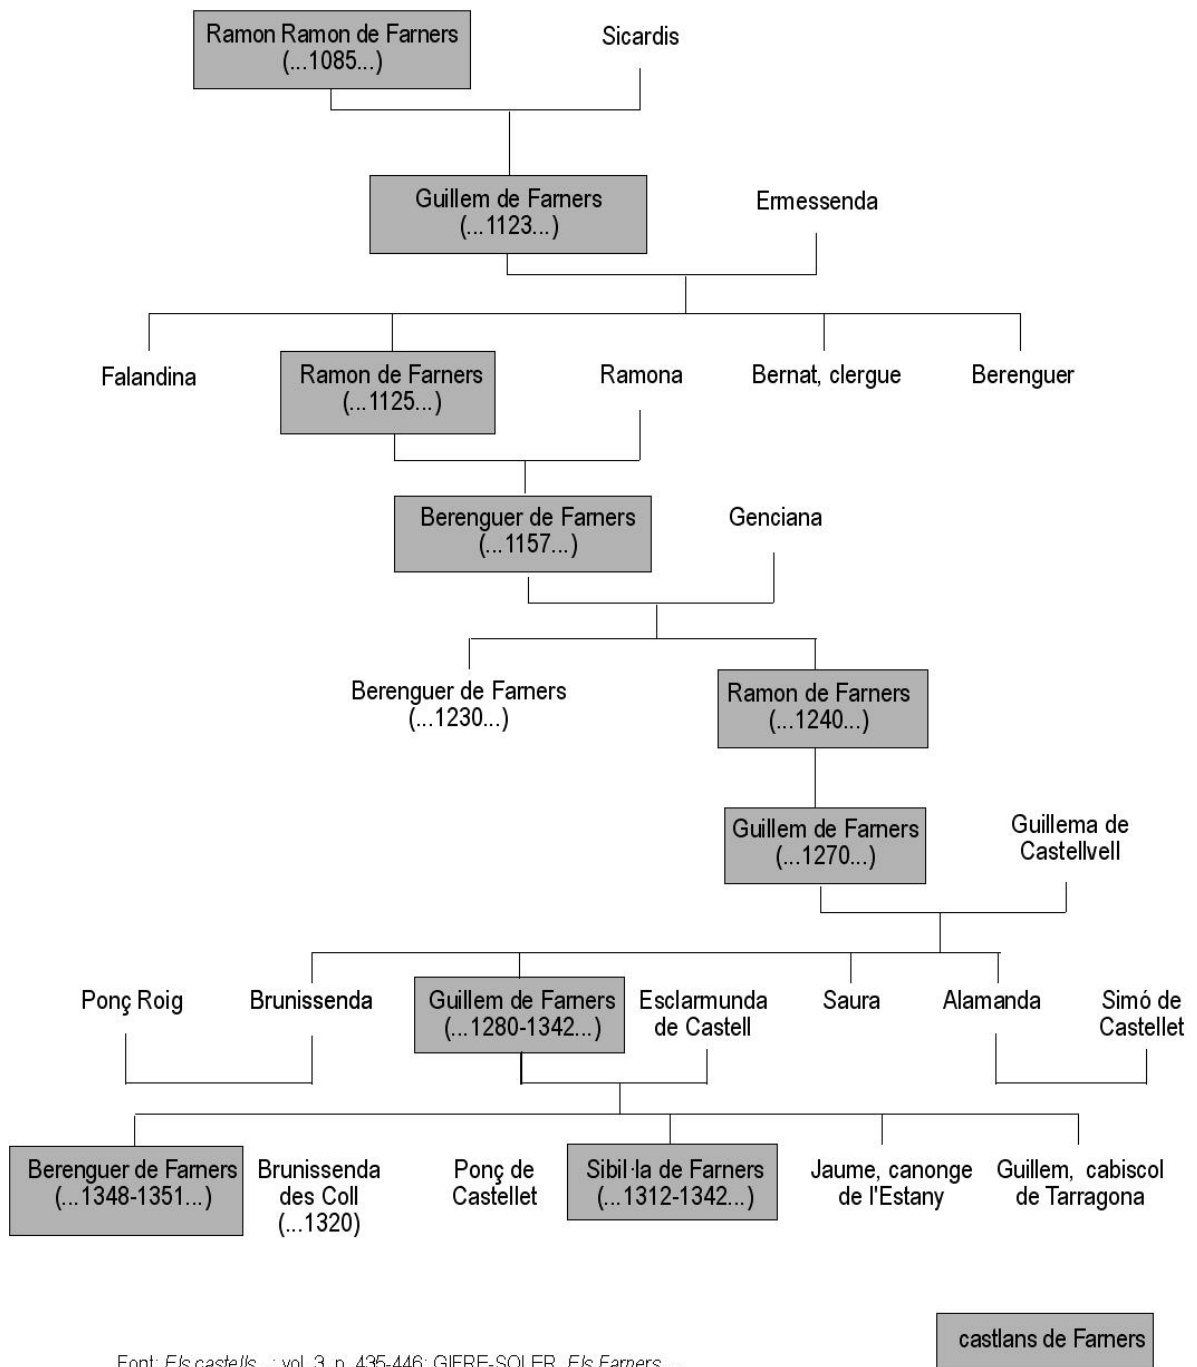 Ramon Ramon de Farners
(...1085...)
Sicardis
Guillem de Farners
(...1123...)
Ermessenda
Falandina
Ramon de Farners
(...1125...)
Ramona
Bernat, clergue
Berenguer
Berenguer de Farners
(...1157...)
Genciana
Berenguer de Farners
(...1230...)
Ramon de Farners
(...1240...)
Guillem de Farners
(...1270...)
Guillema de
Castellvell
Ponç Roig
Brunissenda
Guillem de Farners
(...1280-1342...)
Esclarmunda
de Castell
Saura
Alamanda
Simó de
Castellet
Berenguer de Farners
(...1348-1351...)
Brunissenda
des Coll
(...1320)
Ponç de
Castellet
Sibil·la de Farners
(...1312-1342...)
Jaume, canonge
de l'Estany
Guillem, cabiscol
de Tarragona
castlans de Farners
Font: Els castells...; vol. 3, p. 435-446; GIFRE-SOLER, Els Farners...